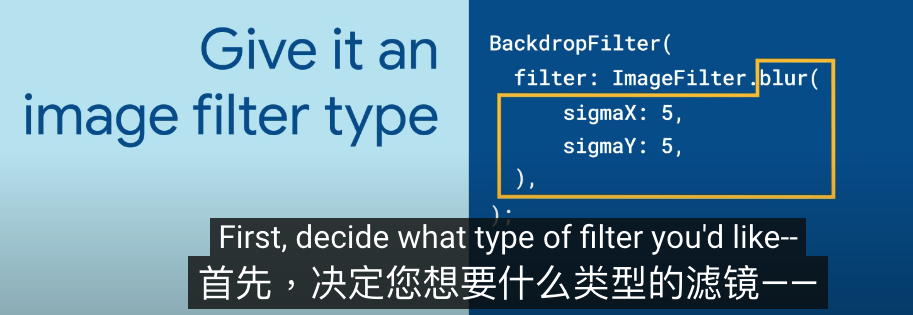 Give it an
image filter type
BackdropFilter(
filter: ImageFilter.blur(
sigmaX: 5,
sigmaY: 5,
),
);
First, decide what type of filter you'd like--
首先，决定您想要什么类型的滤镜——